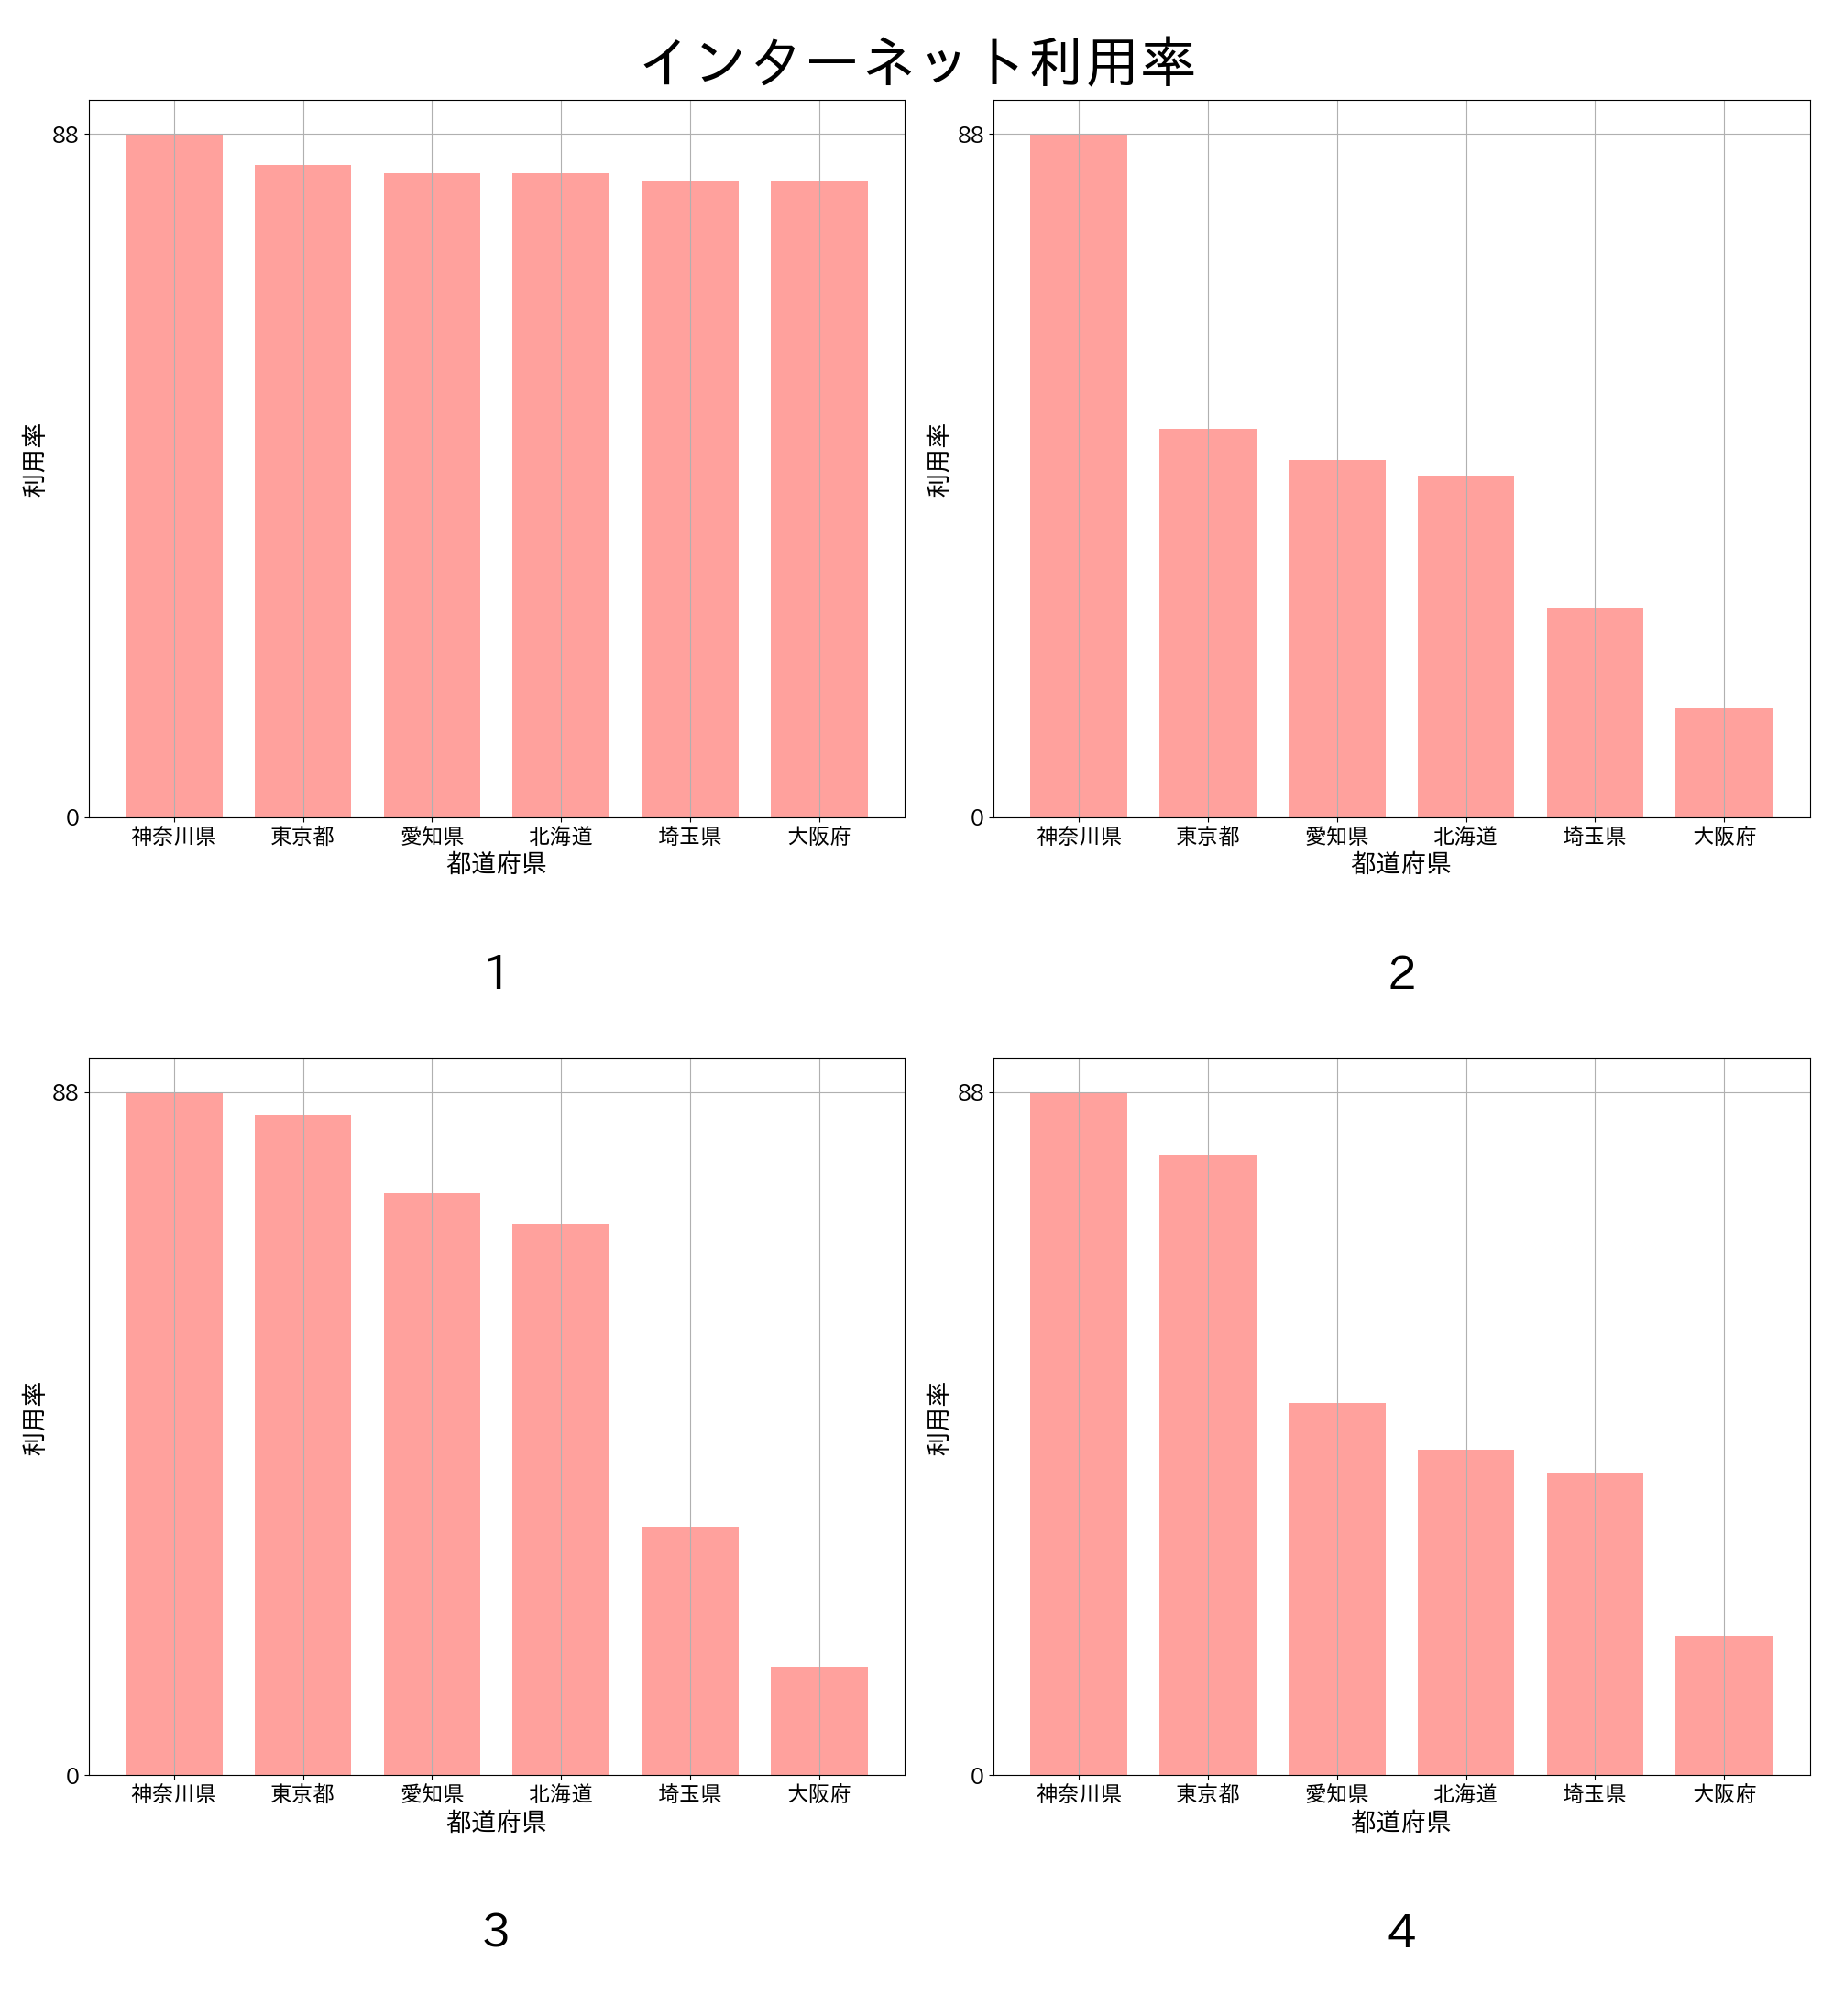 インターネット利用率
88
0
利用率
神奈川県 東京都 愛知県 北海道 埼玉県 大阪府
都道府県
1
88
0
利用率
神奈川県 東京都 愛知県 北海道 埼玉県 大阪府
都道府県
2
88
0
利用率
神奈川県 東京都 愛知県 北海道 埼玉県 大阪府
都道府県
3
88
0
利用率
神奈川県 東京都 愛知県 北海道 埼玉県 大阪府
都道府県
4